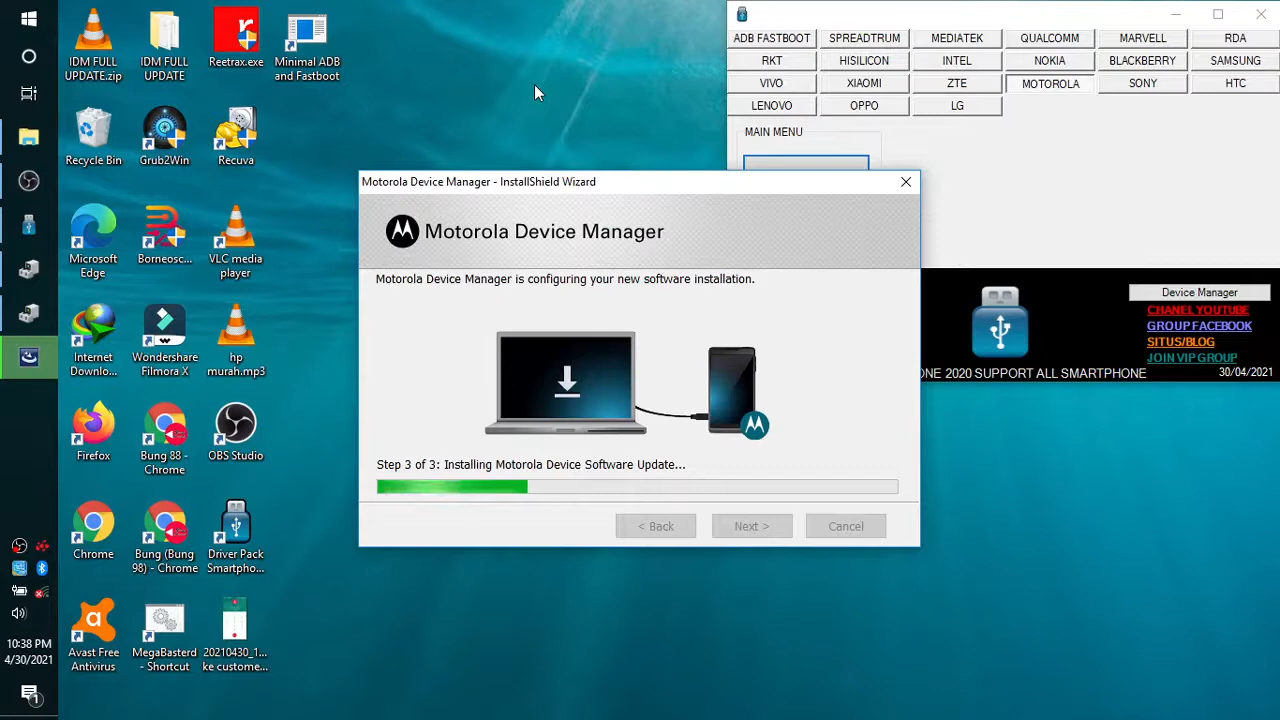 IDM FULL
UPDATE.zip
IDM FULL
UPDATE
Reetrax.exe
Minimal ADB
and Fastboot
Recycle Bin
Grub2Win
Recuva
Microsoft
Edge
Borneosc...
VLC media
player
Internet
Downlo...
Wondershare
Filmora X
hp
murah.mp3
Firefox
Bung 88 -
Chrome
OBS Studio
Chrome
Bung (Bung
98) - Chrome
Driver Pack
Smartpho...
Avast Free
Antivirus
MegaBasterd
- Shortcut
20210430_1...
ke custome...
10:38 PM
4/30/2021
1
ADB FASTBOOT
SPREADTRUM
MEDIATEK
QUALCOMM
MARVELL
RDA
RKT
HISILICON
INTEL
NOKIA
BLACKBERRY
SAMSUNG
VIVO
XIAOMI
ZTE
MOTOROLA
SONY
HTC
LENOVO
OPPO
LG
MAIN MENU
Motorola Device Manager - InstallShield Wizard
Motorola Device Manager
Motorola Device Manager is configuring your new software installation.
Step 3 of 3: Installing Motorola Device Software Update...
< Back
Next >
Cancel
Device Manager
CHANEL YOUTUBE
GROUP FACEBOOK
SITUS/BLOG
JOIN VIP GROUP
ONE 2020 SUPPORT ALL SMARTPHONE
30/04/2021